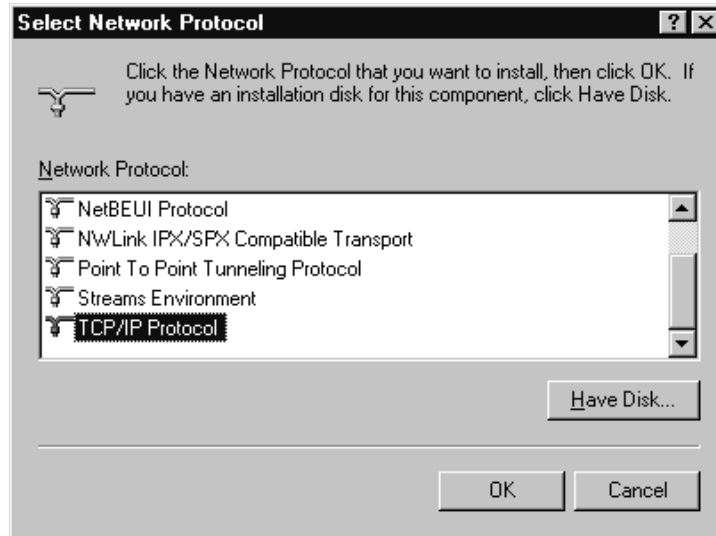 Select Network Protocol
Click the Network Protocol that you want to install, then click OK. If
you have an installation disk for this component, click Have Disk.
Network Protocol:
NetBEUI Protocol
NWLink IPX/SPX Compatible Transport
Point To Point Tunneling Protocol
Streams Environment
TCP/IP Protocol
Have Disk...
OK
Cancel